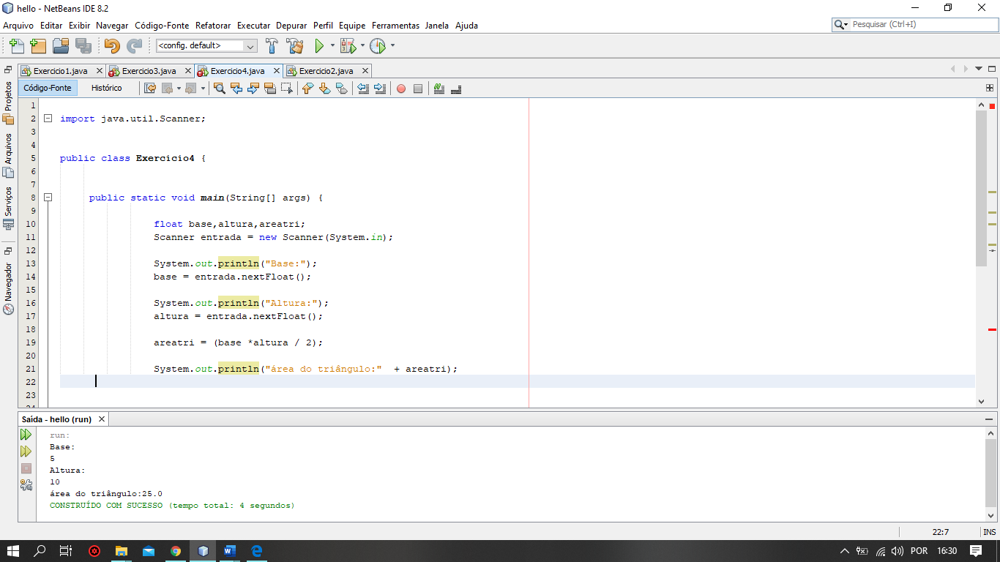 hello - NetBeans IDE 8.2
Arquivo Editar Exibir Navegar Código-Fonte Refatorar Executar Depurar Perfil Equipe Ferramentas Janela Ajuda
Pesquisar (Ctrl+I)
<config. default>
Exercicio1.java Exercicio3.java Exercicio4.java Exercicio2.java
Código-Fonte Histórico
Projetos
Arquivos
Serviços
Navegador
1
2 import java.util.Scanner;
3
4
5 public class Exercicio4 {
6
7
8 public static void main(String[] args) {
9
10 float base,altura,areatri;
11 Scanner entrada = new Scanner(System.in);
12
13 System.out.println("Base:");
14 base = entrada.nextFloat();
15
16 System.out.println("Altura:");
17 altura = entrada.nextFloat();
18
19 areatri = (base *altura / 2);
20
21 System.out.println("área do triângulo:"  + areatri);
22
23
24
Saída - hello (run)
run:
Base:
5
Altura:
10
área do triângulo:25.0
CONSTRUÍDO COM SUCESSO (tempo total: 4 segundos)
22:7 INS
POR 16:30